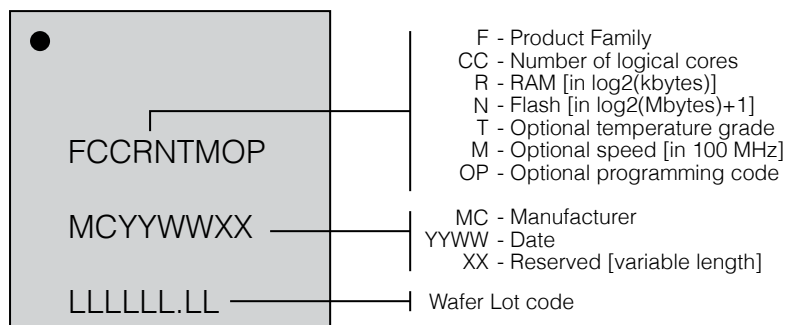 FCCRNTMOP
F - Product Family
CC - Number of logical cores
R - RAM [in log2(kbytes)]
N - Flash [in log2(Mbytes)+1]
T - Optional temperature grade
M - Optional speed [in 100 MHz]
OP - Optional programming code
MCYYWWXX
MC - Manufacturer
YYWW - Date
XX - Reserved [variable length]
LLLLLL.LL
Wafer Lot code